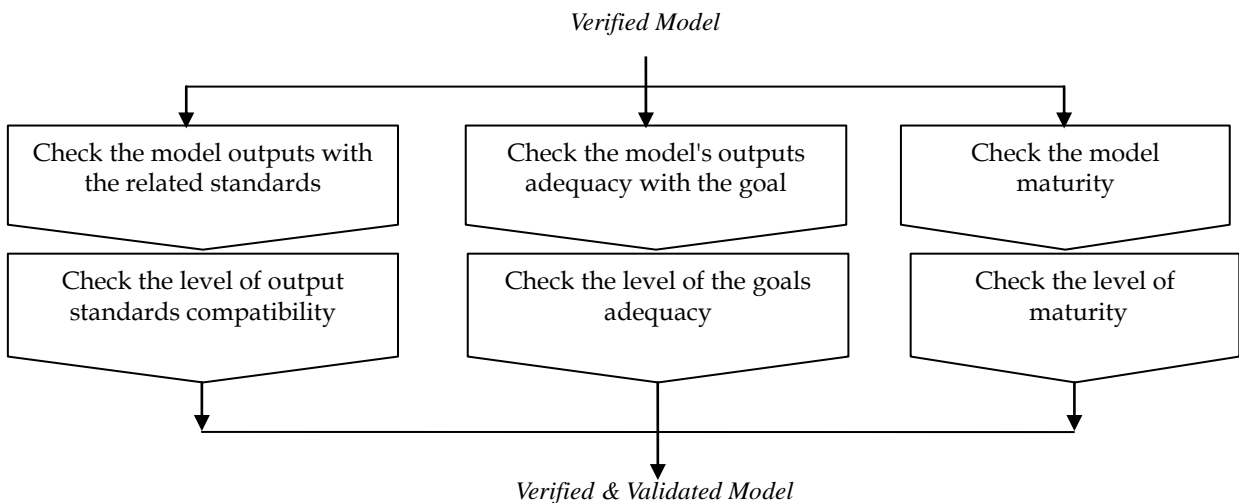 Verified Model
Check the model outputs with
the related standards
Check the model's outputs
adequacy with the goal
Check the model
maturity
Check the level of output
standards compatibility
Check the level of the goals
adequacy
Check the level of
maturity
Verified & Validated Model